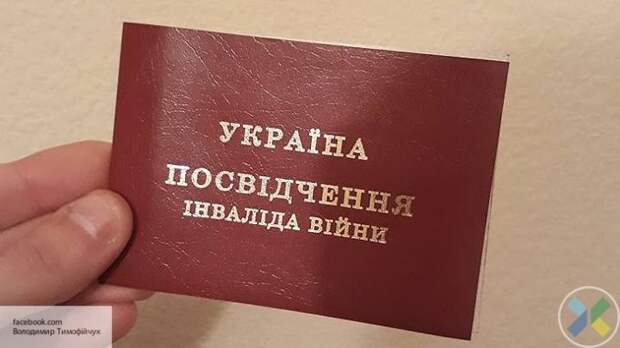 УКРАЇНА
ПОСВІДЧЕННЯ
ІНВАЛІДА ВІЙНИ
facebook.com
Володимир Тимофійчук